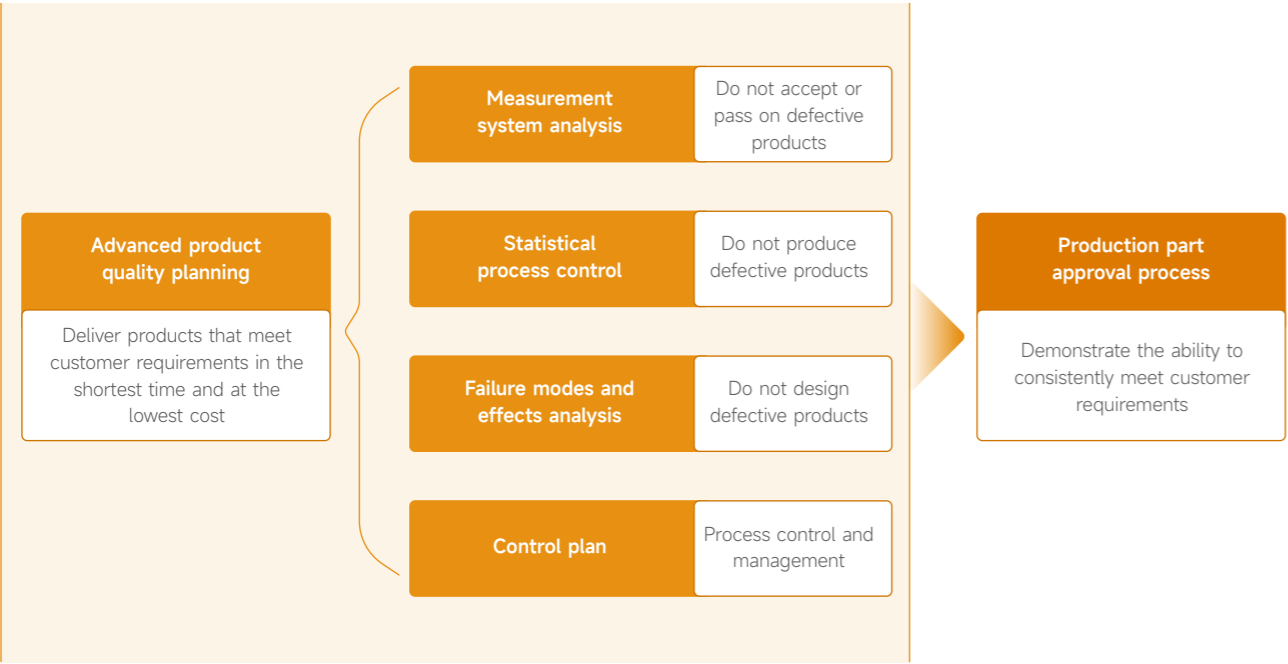 Advanced product
quality planning
Deliver products that meet
customer requirements in the
shortest time and at the
lowest cost
Measurement
system analysis
Do not accept or
pass on defective
products
Statistical
process control
Do not produce
defective products
Failure modes and
effects analysis
Do not design
defective products
Control plan
Process control and
management
Production part
approval process
Demonstrate the ability to
consistently meet customer
requirements